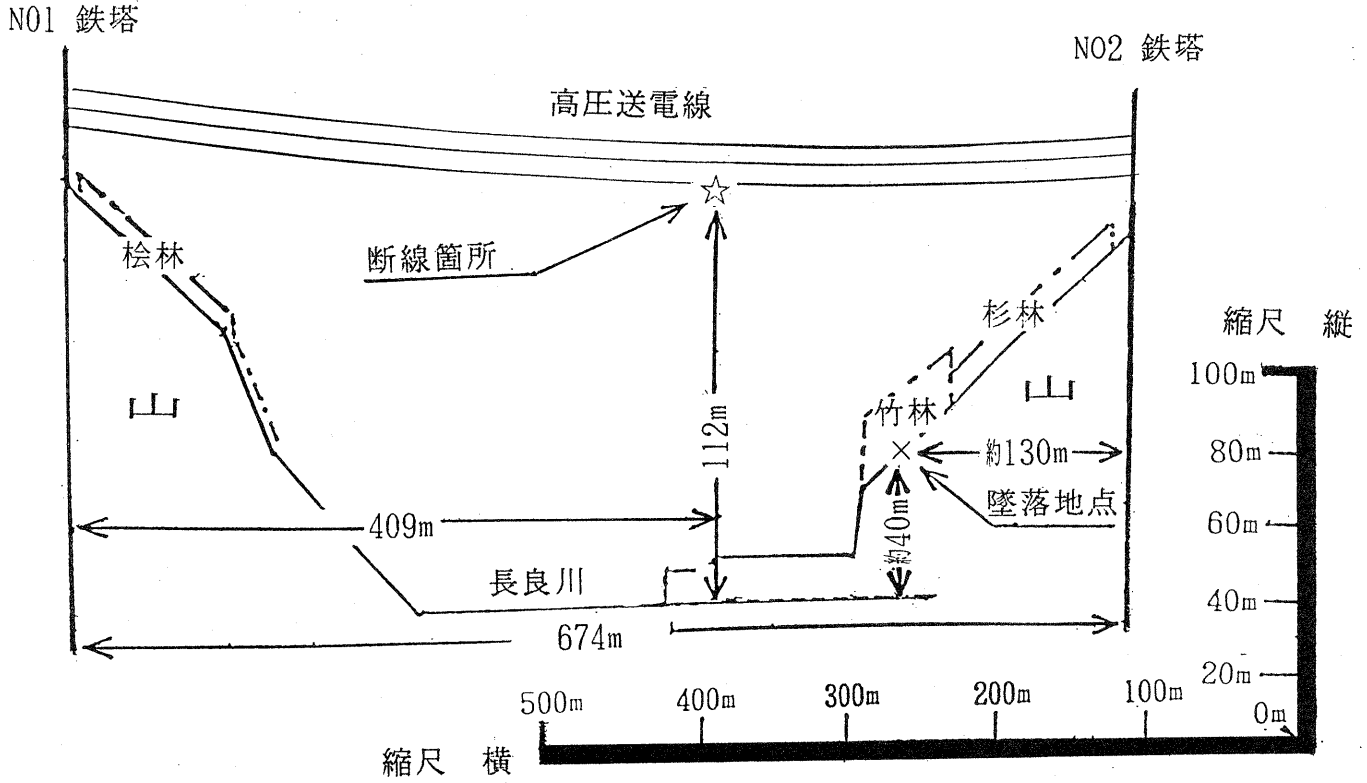 NO1 鉄塔
NO2 鉄塔
高圧送電線
☆
断線箇所
桧林
杉林
縮尺 縦
山
山
竹林
×
112m
約130m
約40m
墜落地点
409m
長良川
674m
100m
80m
60m
40m
20m
0m
500m
400m
300m
200m
100m
縮尺 横